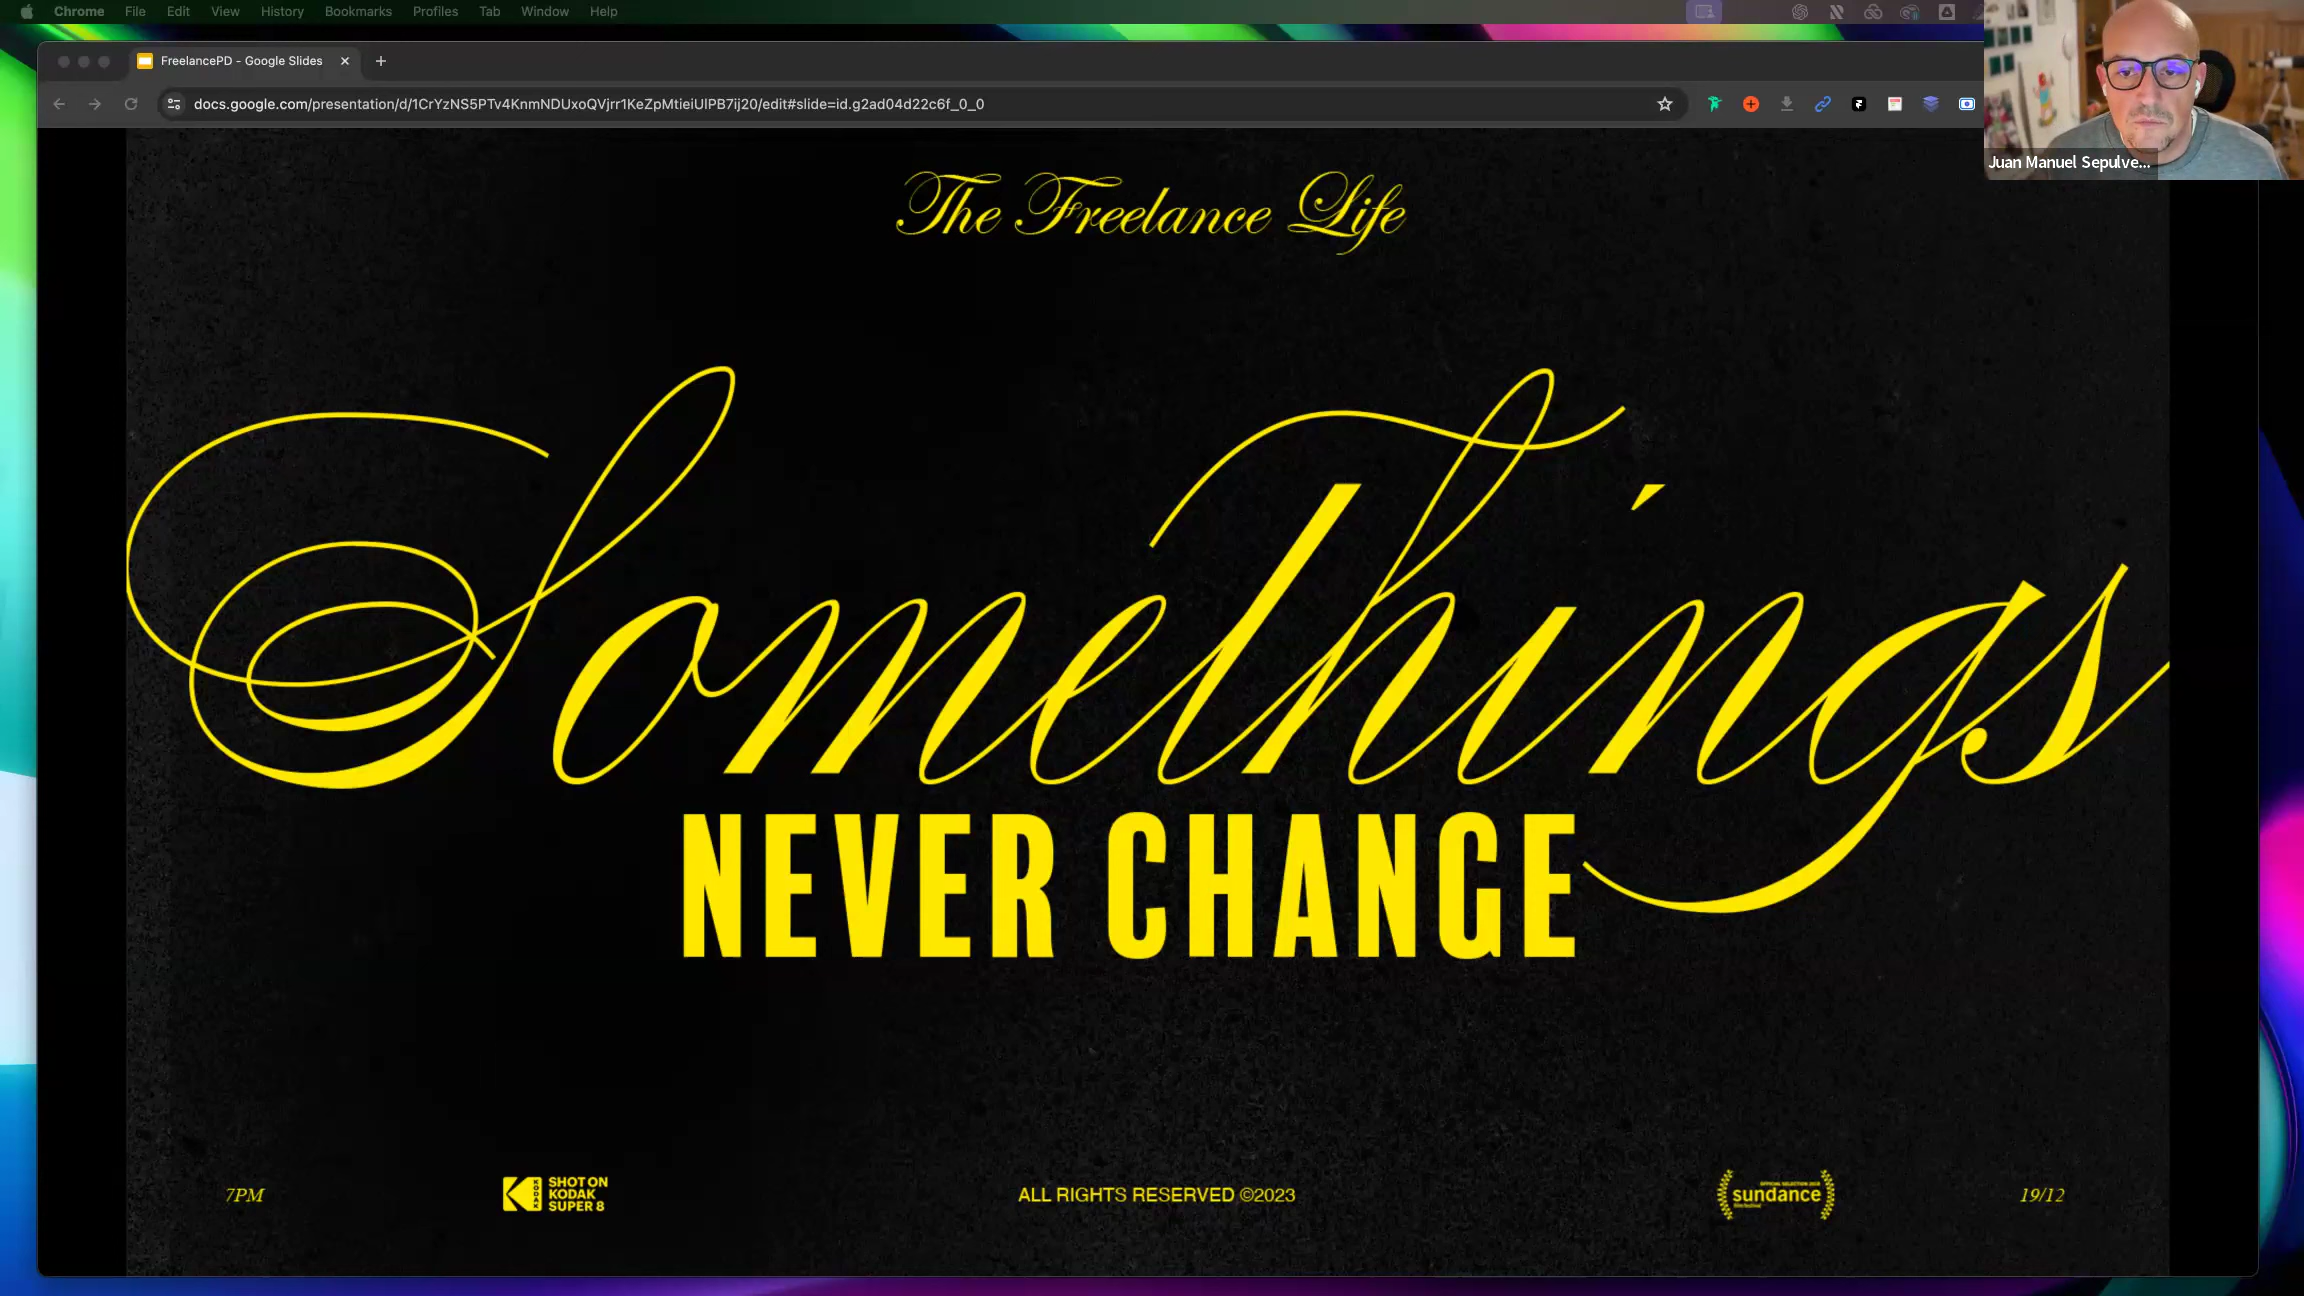 Chrome File Edit View History Bookmarks Profiles Tab Window Help
FreelancePD - Google Slides
docs.google.com/presentation/d/1CrYzNS5PTv4KnmNDUxoQVjrr1KeZpMtieiUlPB7ij20/edit#slide=id.g2ad04d22c6f_0_0
Juan Manuel Sepulve...
The Freelance Life
Somethings
NEVER CHANGE
7PM
KODAK
SHOT ON
KODAK
SUPER 8
ALL RIGHTS RESERVED ©2023
sundance
19/12